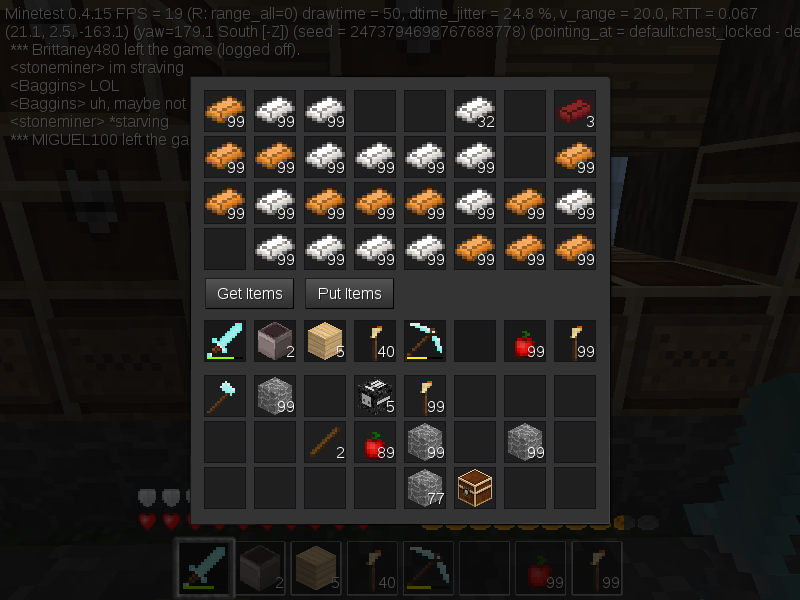 Minetest 0.4.15 FPS = 19 (R: range_all=0) drawtime = 50, dtime_jitter = 24.8 %, v_range = 20.0, RTT = 0.067
(21.1, 2.5, -163.1) (yaw=179.1 South [-Z]) (seed = 2473794698767688778) (pointing_at = default:chest_locked - de
*** Brittaney480 left the game (logged off).
<stoneminer> im straving
<Baggins> LOL
<Baggins> uh, maybe not
<stoneminer> *starving
*** MIGUEL100 left the ga
99 99 99 32 3
99 99 99 99 99 99 99
99 99 99 99 99 99 99 99
99 99 99 99 99 99 99
Get Items Put Items
2 5 40 99 99
99 5 99
2 89 99 99
77
2 5 40 99 99